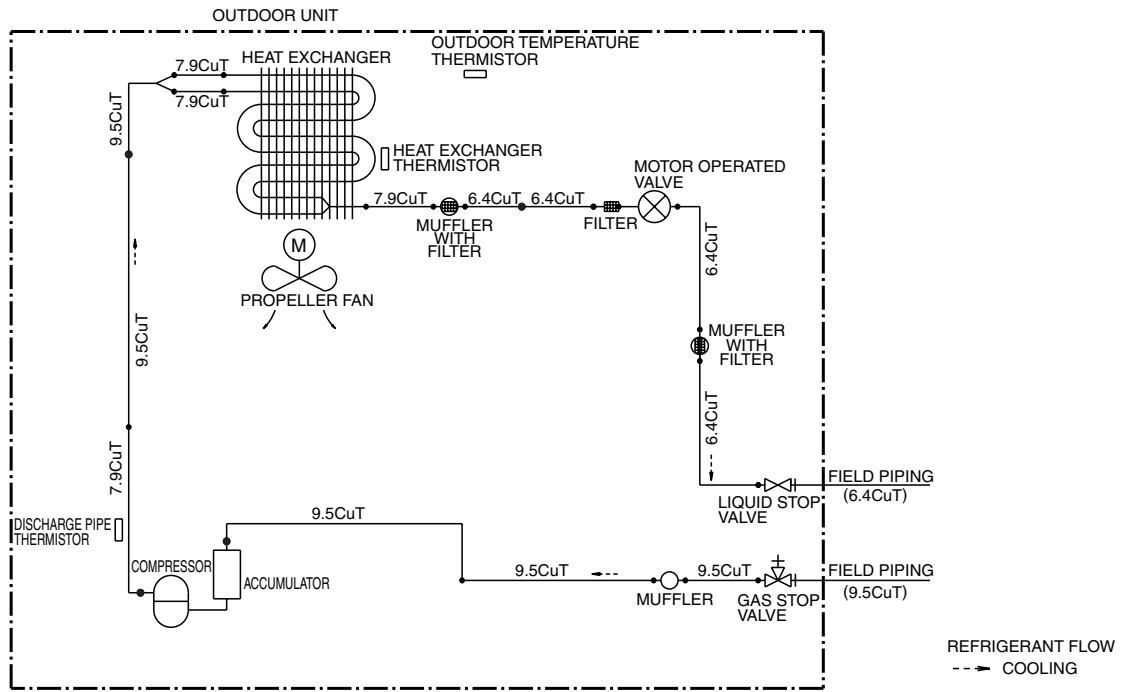 OUTDOOR UNIT
OUTDOOR TEMPERATURE
THERMISTOR
HEAT EXCHANGER
7.9CuT
7.9CuT
9.5CuT
HEAT EXCHANGER
THERMISTOR
MOTOR OPERATED
VALVE
7.9CuT
6.4CuT
6.4CuT
MUFFLER
WITH
FILTER
FILTER
6.4CuT
M
PROPELLER FAN
9.5CuT
MUFFLER
WITH
FILTER
6.4CuT
7.9CuT
FIELD PIPING
(6.4CuT)
LIQUID STOP
VALVE
DISCHARGE PIPE
THERMISTOR
9.5CuT
COMPRESSOR
ACCUMULATOR
9.5CuT
9.5CuT
MUFFLER
GAS STOP
VALVE
FIELD PIPING
(9.5CuT)
REFRIGERANT FLOW
COOLING